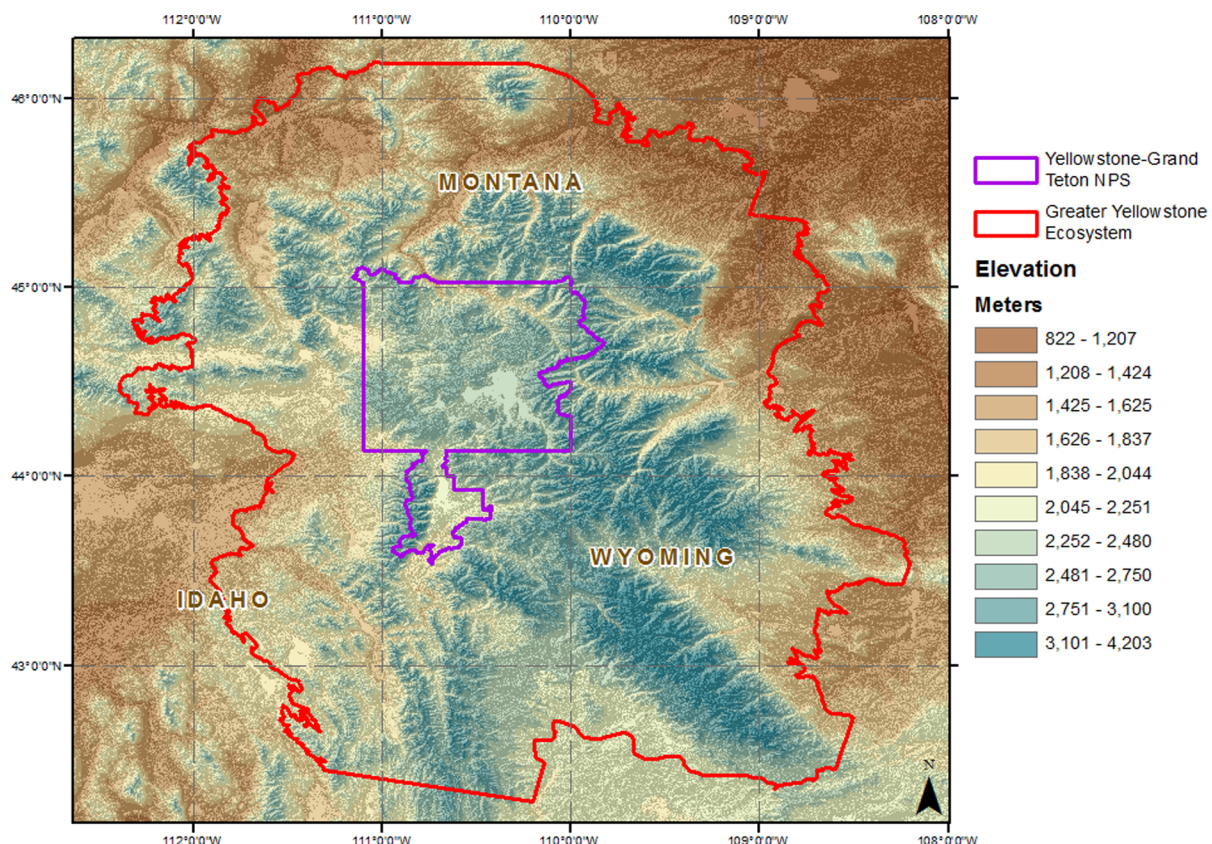 112°0'0"W 111°0'0"W 110°0'0"W 109°0'0"W 108°0'0"W
46°0'0"N
45°0'0"N
44°0'0"N
43°0'0"N
MONTANA
WYOMING
IDAHO
N
112°0'0"W 111°0'0"W 110°0'0"W 109°0'0"W 108°0'0"W
Yellowstone-Grand
Teton NPS
Greater Yellowstone
Ecosystem
Elevation
Meters
822 - 1,207
1,208 - 1,424
1,425 - 1,625
1,626 - 1,837
1,838 - 2,044
2,045 - 2,251
2,252 - 2,480
2,481 - 2,750
2,751 - 3,100
3,101 - 4,203